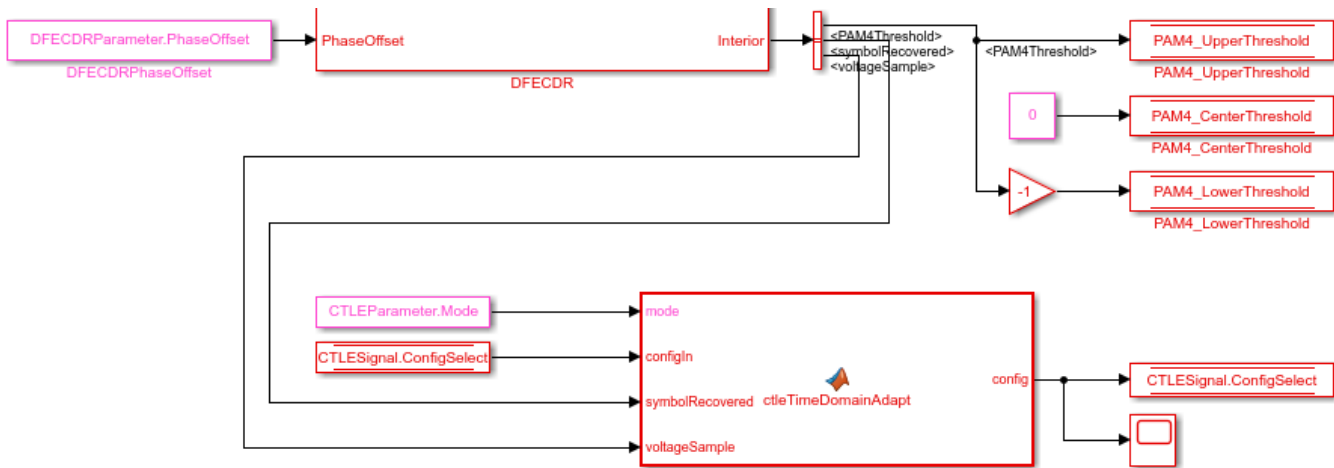 DFECDRParameter.PhaseOffset
DFECDRPhaseOffset
PhaseOffset
Interior
DFECDR
<PAM4Threshold>
<symbolRecovered>
<voltageSample>
<PAM4Threshold>
PAM4_UpperThreshold
PAM4_UpperThreshold
0
PAM4_CenterThreshold
PAM4_CenterThreshold
-1
PAM4_LowerThreshold
PAM4_LowerThreshold
CTLEParameter.Mode
CTLESignal.ConfigSelect
mode
configIn
symbolRecovered
voltageSample
ctleTimeDomainAdapt
config
CTLESignal.ConfigSelect